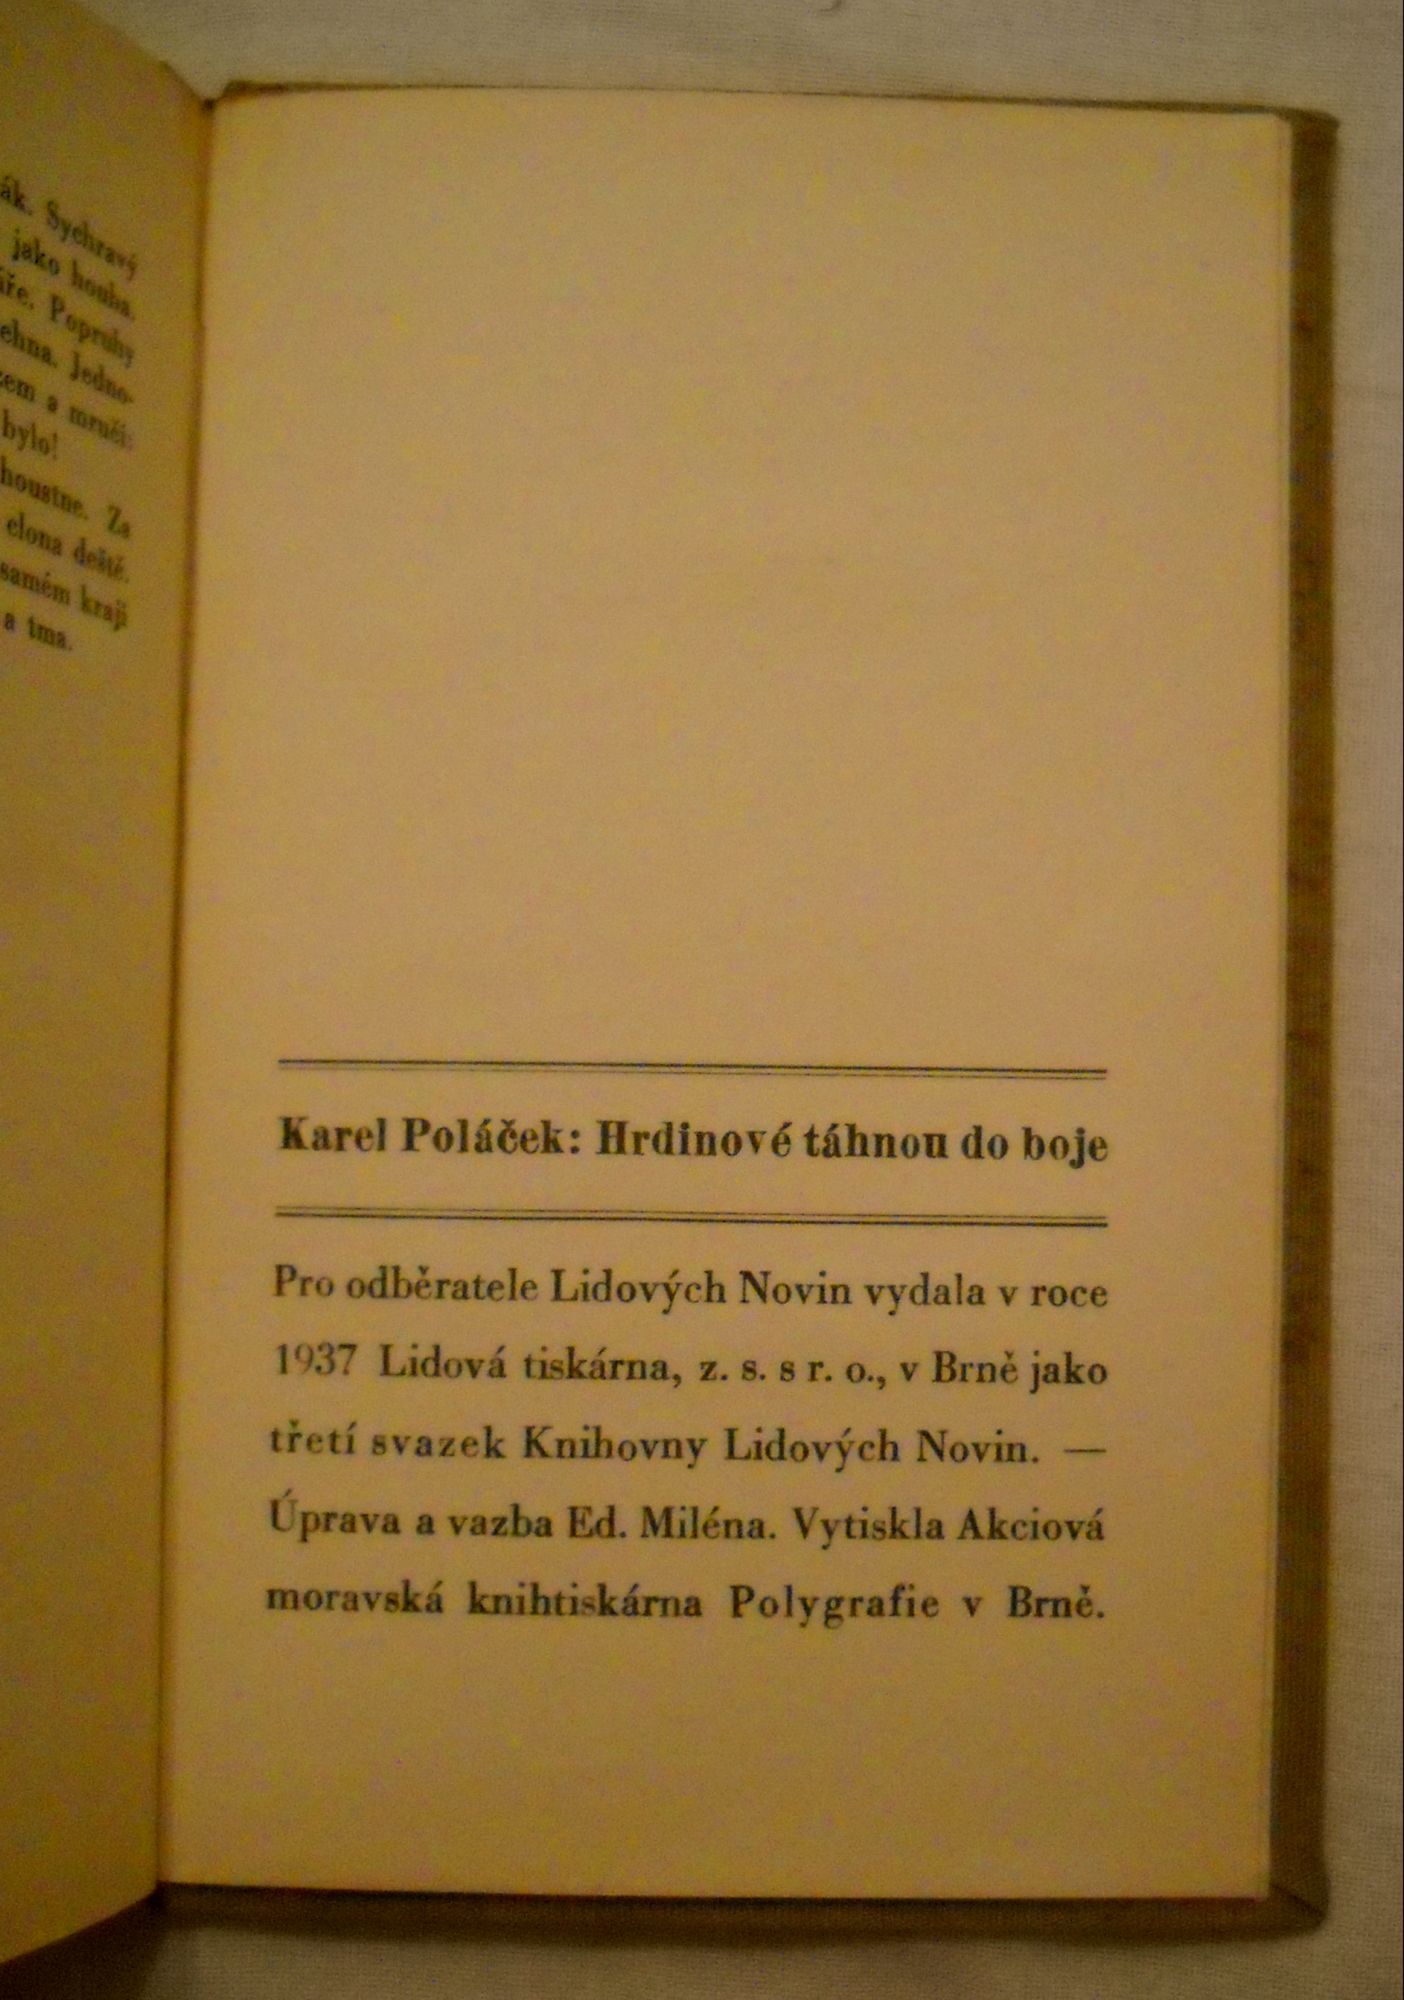 ák. Sychravý
jako houba.
áře. Popruhy
ehna. Jedno-
zem a mručí:
bylo!
houstne. Za
clona deště.
samém kraji
a tma.
Karel Poláček: Hrdinové táhnou do boje
Pro odběratele Lidových Novin vydala v roce
1937 Lidová tiskárna, z. s. s r. o., v Brně jako
třetí svazek Knihovny Lidových Novin. —
Úprava a vazba Ed. Miléna. Vytiskla Akciová
moravská knihtiskárna Polygrafie v Brně.